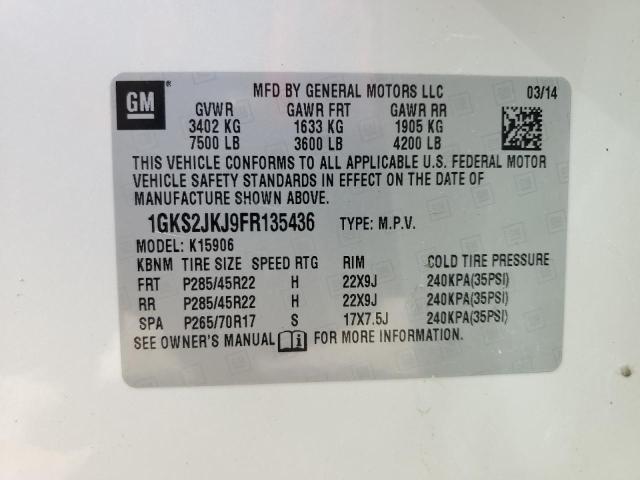 GM ®
MFD BY GENERAL MOTORS LLC 03/14
GVWR GAWR FRT GAWR RR
3402 KG 1633 KG 1905 KG
7500 LB 3600 LB 4200 LB
THIS VEHICLE CONFORMS TO ALL APPLICABLE U.S. FEDERAL MOTOR
VEHICLE SAFETY STANDARDS IN EFFECT ON THE DATE OF
MANUFACTURE SHOWN ABOVE.
1GKS2JKJ9FR135436 TYPE: M.P.V.
MODEL: K15906
KBNM TIRE SIZE SPEED RTG RIM COLD TIRE PRESSURE
FRT P285/45R22 H 22X9J 240KPA(35PSI)
RR P285/45R22 H 22X9J 240KPA(35PSI)
SPA P265/70R17 S 17X7.5J 240KPA(35PSI)
SEE OWNER'S MANUAL FOR MORE INFORMATION.